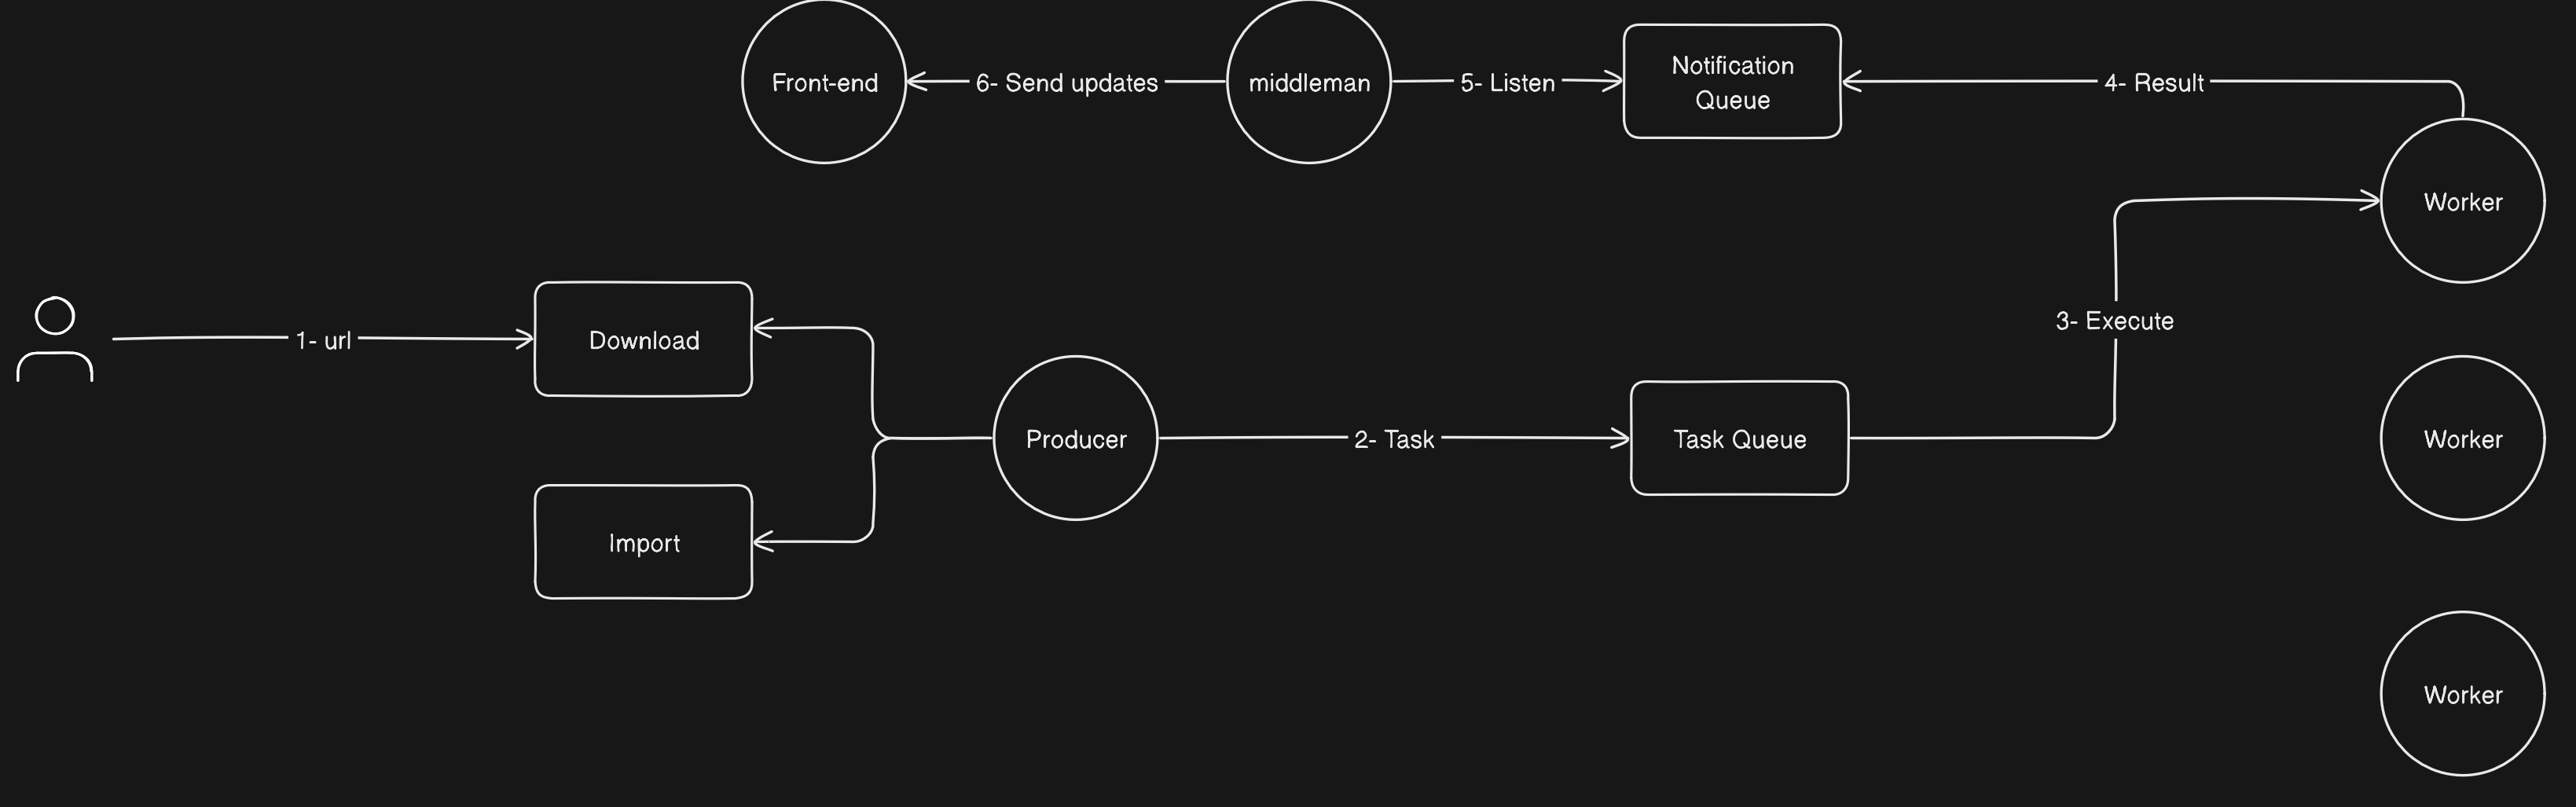 Front-end
6- Send updates
middleman
5- Listen
Notification
Queue
4- Result
Worker
1- url
Download
3- Execute
Producer
2- Task
Task Queue
Worker
Import
Worker